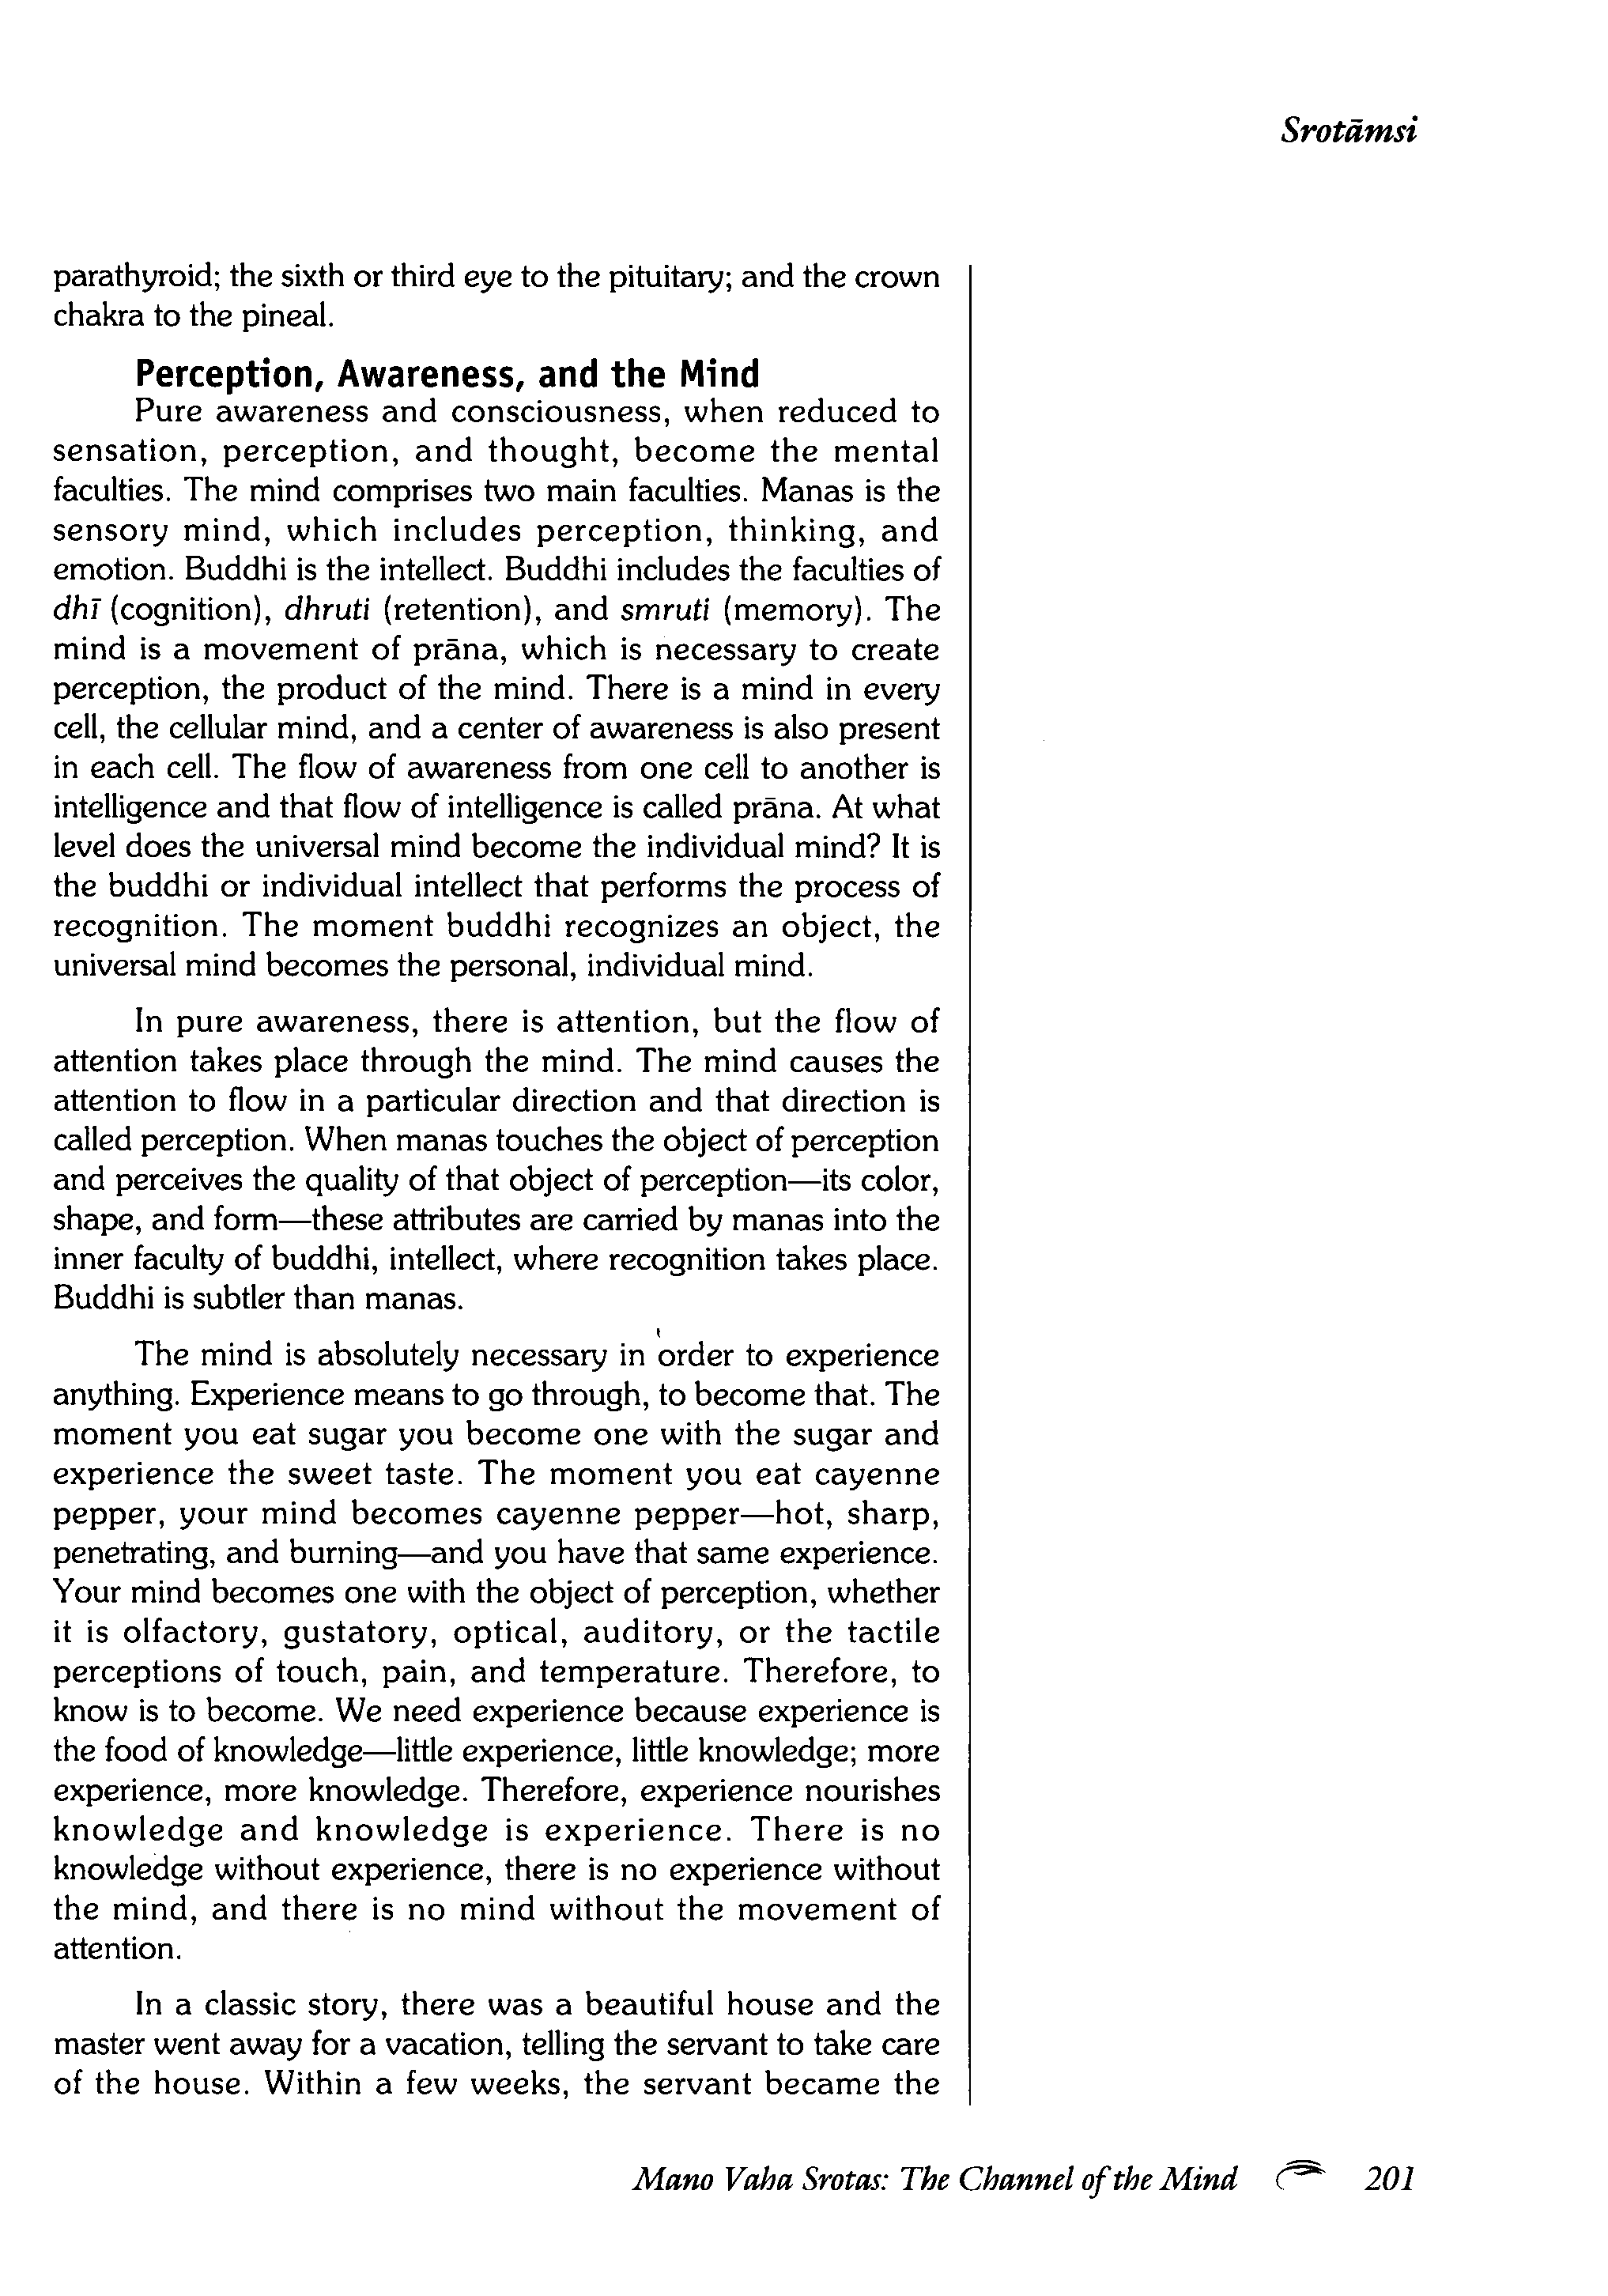 Srotāmsi
parathyroid; the sixth or third eye to the pituitary; and the crown
chakra to the pineal.
Perception, Awareness, and the Mind
Pure awareness and consciousness, when reduced to
sensation, perception, and thought, become the mental
faculties. The mind comprises two main faculties. Manas is the
sensory mind, which includes perception, thinking, and
emotion. Buddhi is the intellect. Buddhi includes the faculties of
dhī (cognition), dhruti (retention), and smruti (memory). The
mind is a movement of prāna, which is necessary to create
perception, the product of the mind. There is a mind in every
cell, the cellular mind, and a center of awareness is also present
in each cell. The flow of awareness from one cell to another is
intelligence and that flow of intelligence is called prāna. At what
level does the universal mind become the individual mind? It is
the buddhi or individual intellect that performs the process of
recognition. The moment buddhi recognizes an object, the
universal mind becomes the personal, individual mind.
In pure awareness, there is attention, but the flow of
attention takes place through the mind. The mind causes the
attention to flow in a particular direction and that direction is
called perception. When manas touches the object of perception
and perceives the quality of that object of perception—its color,
shape, and form—these attributes are carried by manas into the
inner faculty of buddhi, intellect, where recognition takes place.
Buddhi is subtler than manas.
The mind is absolutely necessary in order to experience
anything. Experience means to go through, to become that. The
moment you eat sugar you become one with the sugar and
experience the sweet taste. The moment you eat cayenne
pepper, your mind becomes cayenne pepper—hot, sharp,
penetrating, and burning—and you have that same experience.
Your mind becomes one with the object of perception, whether
it is olfactory, gustatory, optical, auditory, or the tactile
perceptions of touch, pain, and temperature. Therefore, to
know is to become. We need experience because experience is
the food of knowledge—little experience, little knowledge; more
experience, more knowledge. Therefore, experience nourishes
knowledge and knowledge is experience. There is no
knowledge without experience, there is no experience without
the mind, and there is no mind without the movement of
attention.
In a classic story, there was a beautiful house and the
master went away for a vacation, telling the servant to take care
of the house. Within a few weeks, the servant became the
Mano Vaha Srotas: The Channel of the Mind 201